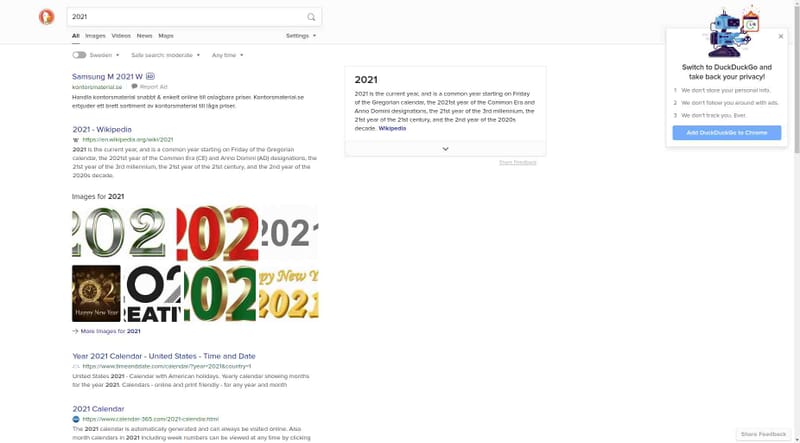 2021
All Images Videos News Maps Settings
Sweden Safe search: moderate Any time
Samsung M 2021 W AD
kontorsmaterial.se Report Ad
Handla kontorsmaterial snabbt & enkelt online till oslagbara priser. Kontorsmaterial.se
erbjuder ett brett sortiment av kontorsmaterial till låga priser.
2021 - Wikipedia
W https://en.wikipedia.org/wiki/2021
2021 is the current year, and is a common year starting on Friday of the Gregorian
calendar, the 2021st year of the Common Era (CE) and Anno Domini (AD) designations, the
21st year of the 3rd millennium, the 21st year of the 21st century, and the 2nd year of the
2020s decade.
Images for 2021
202
202
202
2021
Happy New Year
202
EATI
202
py New Y
2021
More Images for 2021
Year 2021 Calendar - United States - Time and Date
https://www.timeanddate.com/calendar/?year=2021&country=1
United States 2021 - Calendar with American holidays. Yearly calendar showing months
for the year 2021. Calendars - online and print friendly - for any year and month
2021 Calendar
https://www.calendar-365.com/2021-calendar.html
The 2021 calendar is automatically generated and can always be visited online. Also
month calendars in 2021 including week numbers can be viewed at any time by clicking
2021
2021 is the current year, and is a common year starting on Friday
of the Gregorian calendar, the 2021st year of the Common Era and
Anno Domini designations, the 21st year of the 3rd millennium, the
21st year of the 21st century, and the 2nd year of the 2020s
decade. Wikipedia
Share Feedback
Switch to DuckDuckGo and
take back your privacy!
1 We don't store your personal info.
2 We don't follow you around with ads.
3 We don't track you. Ever.
Add DuckDuckGo to Chrome
Share Feedback